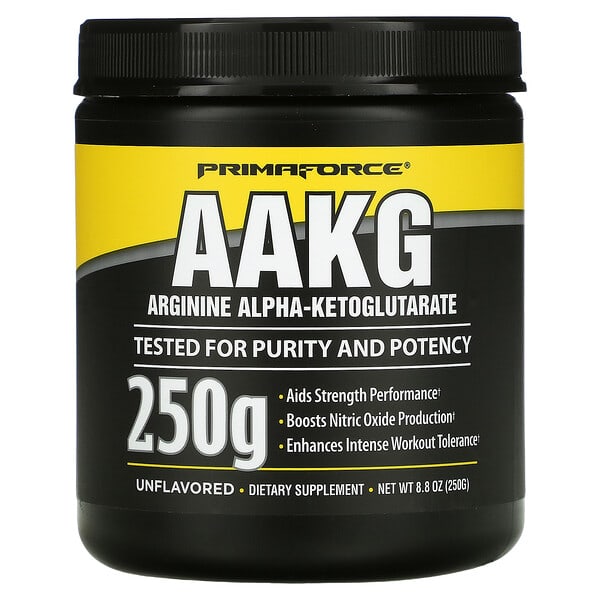 PRIMAFORCE®
AAKG
ARGININE ALPHA-KETOGLUTARATE
TESTED FOR PURITY AND POTENCY
250g
• Aids Strength Performance†
• Boosts Nitric Oxide Production†
• Enhances Intense Workout Tolerance†
UNFLAVORED • DIETARY SUPPLEMENT • NET WT 8.8 OZ (250G)